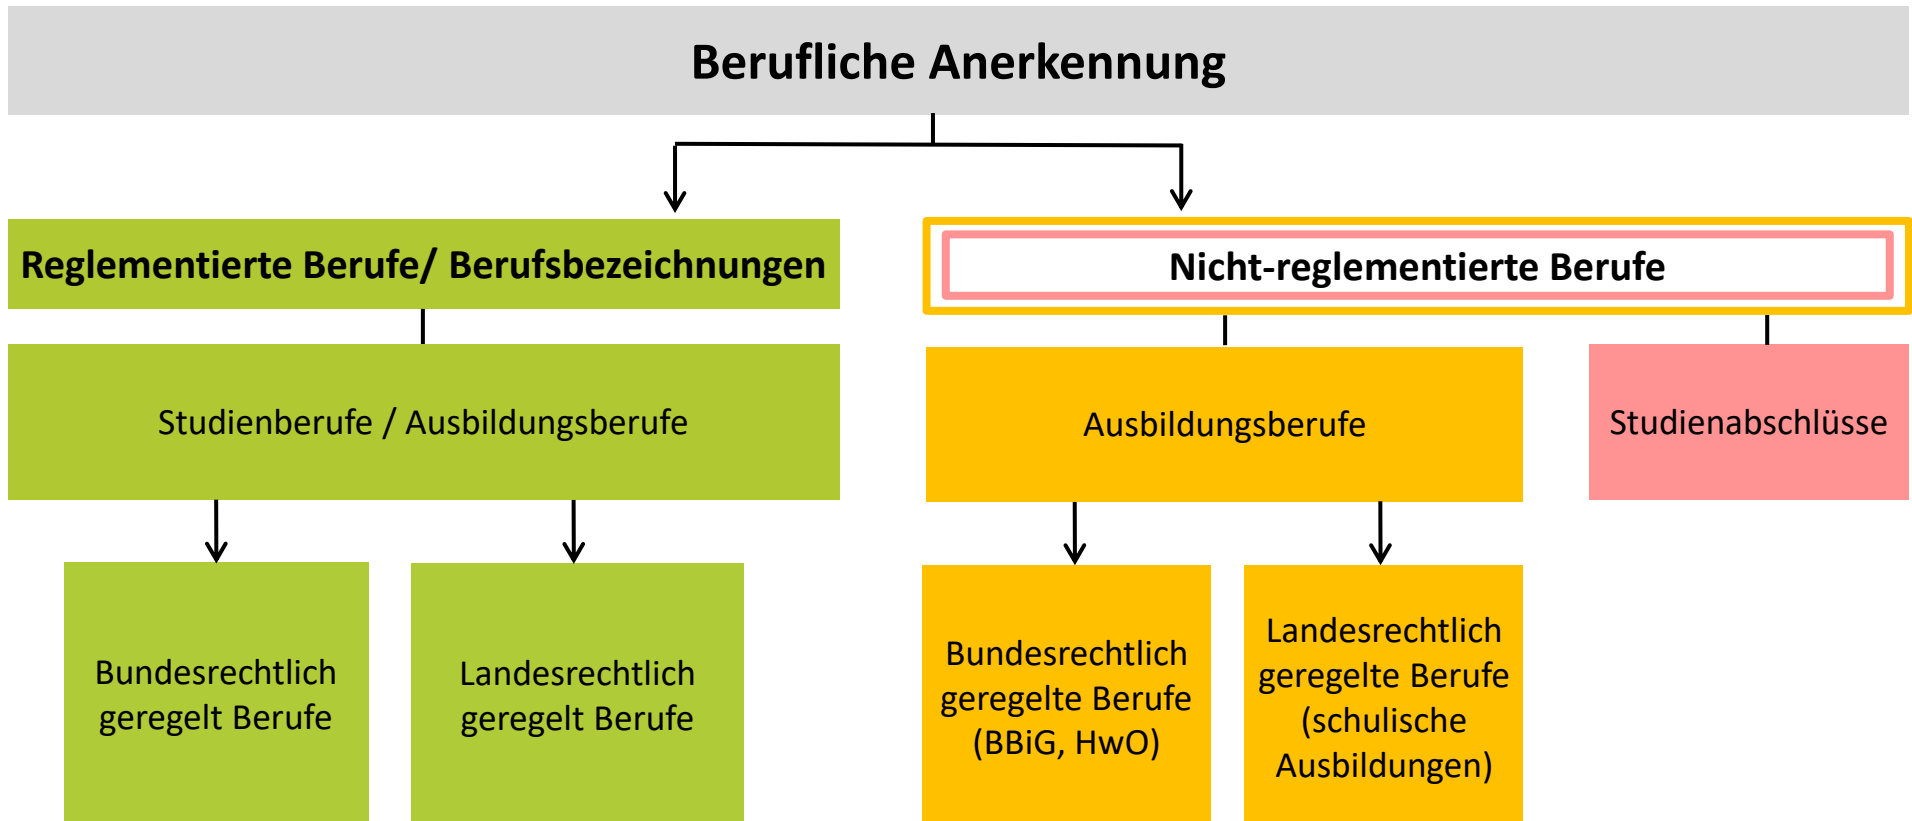 Berufliche Anerkennung
Reglementierte Berufe/ Berufsbezeichnungen
Nicht-reglementierte Berufe
Studienberufe / Ausbildungsberufe
Ausbildungsberufe
Studienabschlüsse
Bundesrechtlich
geregelt Berufe
Landesrechtlich
geregelt Berufe
Bundesrechtlich
geregelte Berufe
(BBiG, HwO)
Landesrechtlich
geregelte Berufe
(schulische
Ausbildungen)